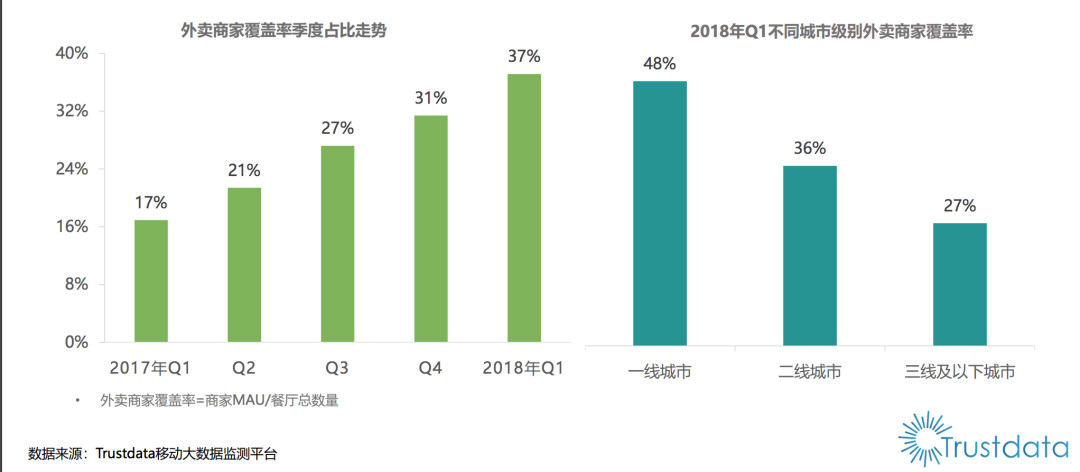 外卖商家覆盖率季度占比走势
40%
32%
24%
16%
8%
0%
17%
21%
27%
31%
37%
2017年Q1
Q2
Q3
Q4
2018年Q1
• 外卖商家覆盖率=商家MAU/餐厅总数量
2018年Q1不同城市级别外卖商家覆盖率
48%
36%
27%
一线城市
二线城市
三线及以下城市
数据来源：Trustdata移动大数据监测平台
Trustdata